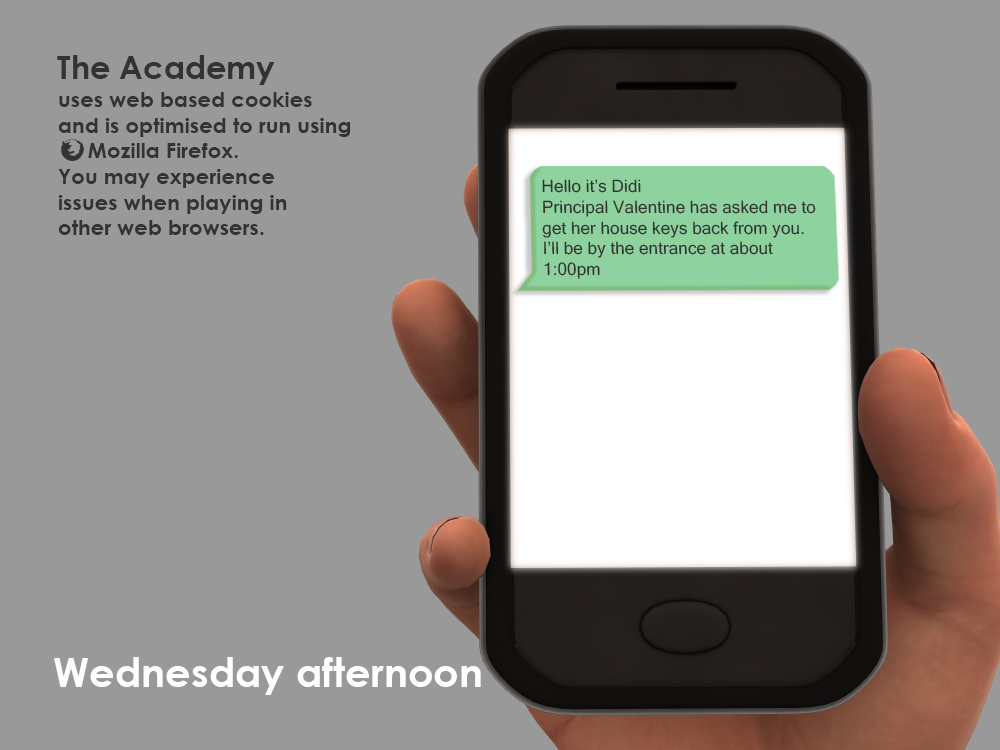 The Academy
uses web based cookies
and is optimised to run using
Mozilla Firefox.
You may experience
issues when playing in
other web browsers.
Hello it's Didi
Principal Valentine has asked me to
get her house keys back from you.
I'll be by the entrance at about
1:00pm
Wednesday afternoon